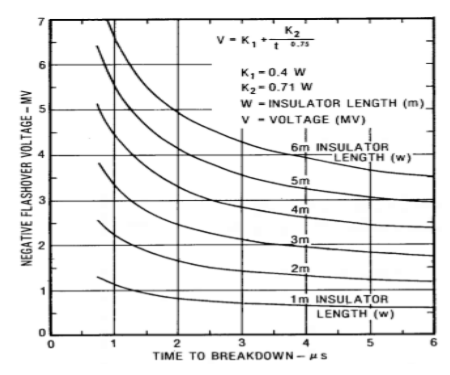 V = K₁ + K₂ / t 0.75
K₁ = 0.4 W
K₂ = 0.71 W
W = INSULATOR LENGTH (m)
V = VOLTAGE (MV)
6m INSULATOR
LENGTH (w)
5m
4m
3m
2m
1m INSULATOR
LENGTH (w)
NEGATIVE FLASHOVER VOLTAGE – MV
7
6
5
4
3
2
1
0
0 1 2 3 4 5 6
TIME TO BREAKDOWN – μs